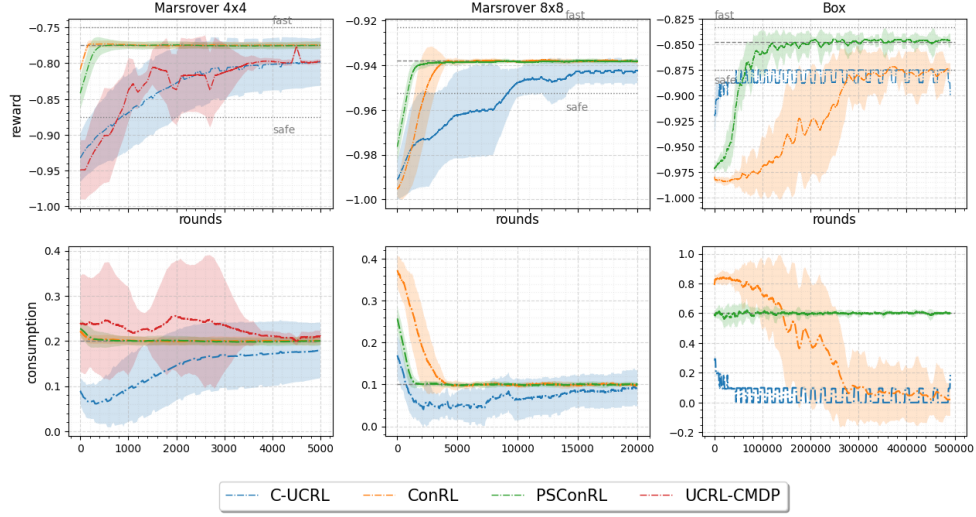 Marsrover 4x4
Marsrover 8x8
Box
fast
fast
fast
safe
safe
safe
reward
−0.75
−0.80
−0.85
−0.90
−0.95
−1.00
−0.92
−0.94
−0.96
−0.98
−1.00
−0.825
−0.850
−0.875
−0.900
−0.925
−0.950
−0.975
−1.000
rounds
rounds
rounds
consumption
0.4
0.3
0.2
0.1
0.0
0.4
0.3
0.2
0.1
0.0
1.0
0.8
0.6
0.4
0.2
0.0
−0.2
0 1000 2000 3000 4000 5000
0 5000 10000 15000 20000
0 100000 200000 300000 400000 500000
C-UCRL ConRL PSConRL UCRL-CMDP